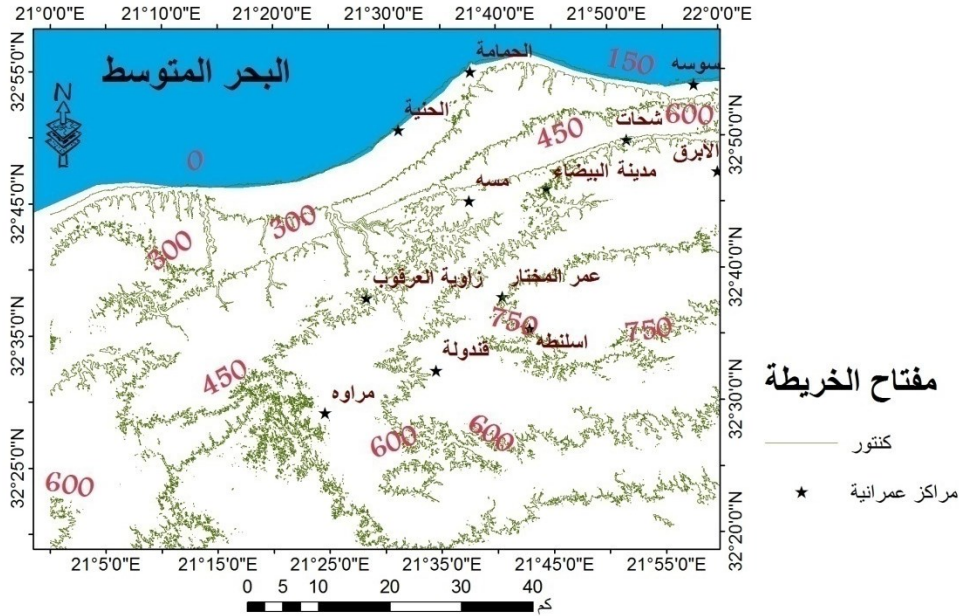 21°0'0"E 21°10'0"E 21°20'0"E 21°30'0"E 21°40'0"E 21°50'0"E 22°0'0"E
32°55'0"N
32°45'0"N
32°35'0"N
32°25'0"N
32°50'0"N
32°40'0"N
32°30'0"N
32°20'0"N
البحر المتوسط
N
الحمامة
150
سوسه
الحنية
شحات
600
450
0
الأبرق
مدينة البيضاء
مسه
300
300
زاوية العرقوب
عمر المختار
750
750
اسلنطه
قندولة
450
مراوه
600
600
600
21°5'0"E 21°15'0"E 21°25'0"E 21°35'0"E 21°45'0"E 21°55'0"E
0 5 10 20 30 40
كم
مفتاح الخريطة
كنتور
مراكز عمرانية